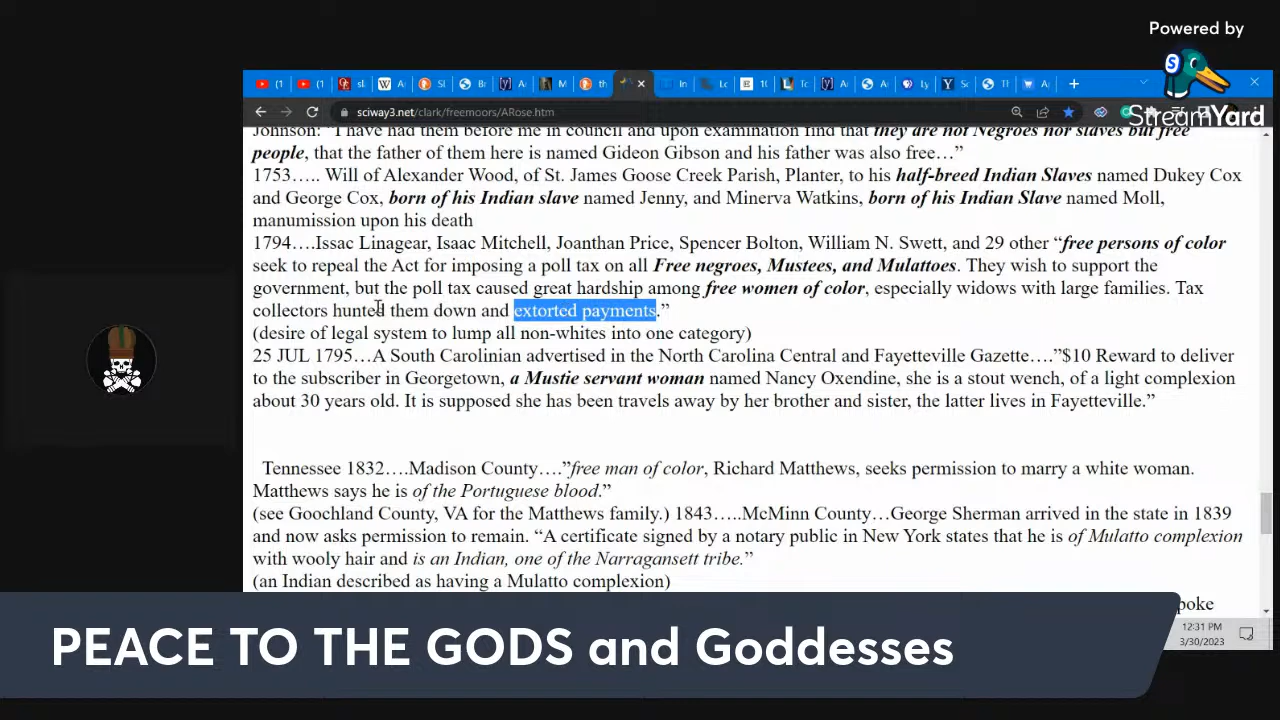 Powered by
StreamYard
sciway3.net/clark/freemoors/ARose.htm
Johnson: "I have had them before me in council and upon examination find that they are not Negroes nor slaves but free
people, that the father of them here is named Gideon Gibson and his father was also free…”
1753….. Will of Alexander Wood, of St. James Goose Creek Parish, Planter, to his half-breed Indian Slaves named Dukey Cox
and George Cox, born of his Indian slave named Jenny, and Minerva Watkins, born of his Indian Slave named Moll,
manumission upon his death
1794….Issac Linagear, Isaac Mitchell, Joanthan Price, Spencer Bolton, William N. Swett, and 29 other “free persons of color
seek to repeal the Act for imposing a poll tax on all Free negroes, Mustees, and Mulattoes. They wish to support the
government, but the poll tax caused great hardship among free women of color, especially widows with large families. Tax
collectors hunted them down and extorted payments.”
(desire of legal system to lump all non-whites into one category)
25 JUL 1795…A South Carolinian advertised in the North Carolina Central and Fayetteville Gazette….”$10 Reward to deliver
to the subscriber in Georgetown, a Mustie servant woman named Nancy Oxendine, she is a stout wench, of a light complexion
about 30 years old. It is supposed she has been travels away by her brother and sister, the latter lives in Fayetteville.”
Tennessee 1832….Madison County….”free man of color, Richard Matthews, seeks permission to marry a white woman.
Matthews says he is of the Portuguese blood.”
(see Goochland County, VA for the Matthews family.) 1843…..McMinn County…George Sherman arrived in the state in 1839
and now asks permission to remain. “A certificate signed by a notary public in New York states that he is of Mulatto complexion
with wooly hair and is an Indian, one of the Narragansett tribe.”
(an Indian described as having a Mulatto complexion)
poke
12:31 PM
3/30/2023
PEACE TO THE GODS and Goddesses